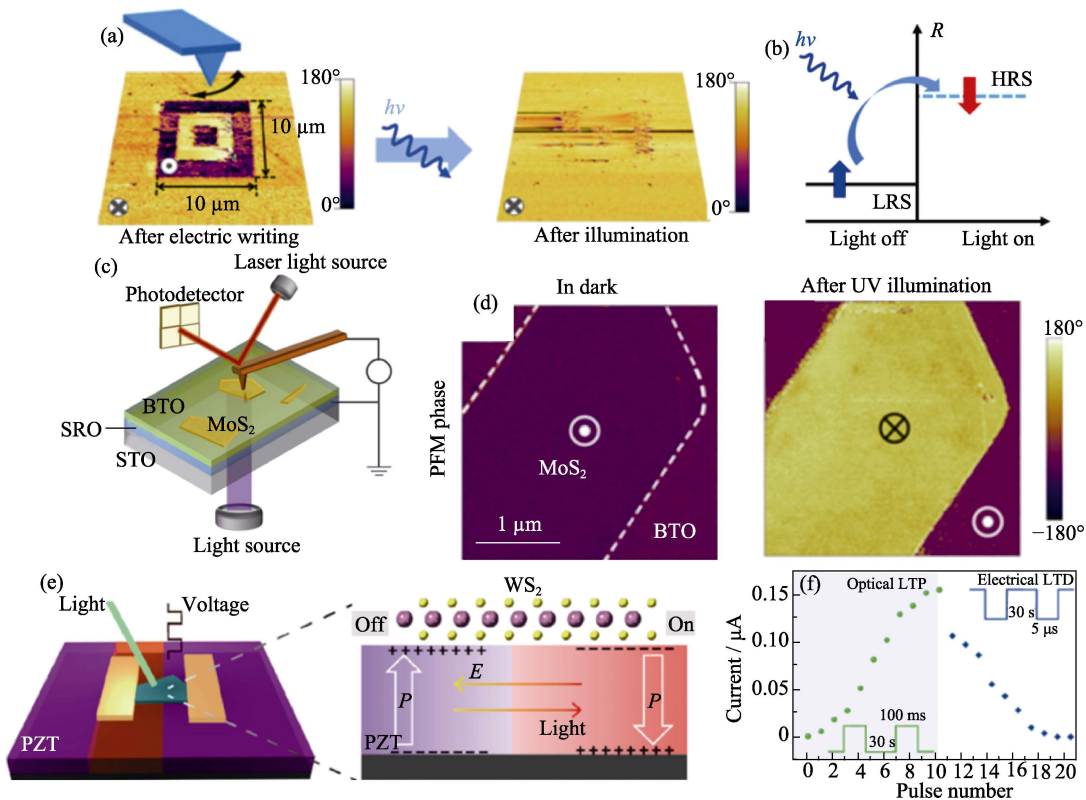 (a)
180°
10 μm
10 μm
0°
After electric writing
hv
180°
0°
After illumination
(b)
hv
R
HRS
LRS
Light off
Light on
(c)
Laser light source
Photodetector
BTO
MoS2
SRO
STO
Light source
(d)
In dark
After UV illumination
PFM phase
MoS2
1 μm
BTO
180°
−180°
(e)
Light
Voltage
PZT
WS2
Off
On
+++++++
−−−−−−−
E
P
P
Light
PZT
−−−−−−−
+++++++
(f)
Optical LTP
Electrical LTD
30 s
5 μs
Current / μA
0.15
0.10
0.05
0
100 ms
30 s
0 2 4 6 8 10 12 14 16 18 20
Pulse number